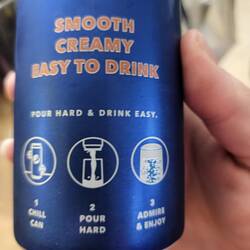 SMOOTH
CREAMY
EASY TO DRINK
POUR HARD & DRINK EASY.
1
CHILL
CAN
2
POUR
HARD
3
ADMIRE
& ENJOY